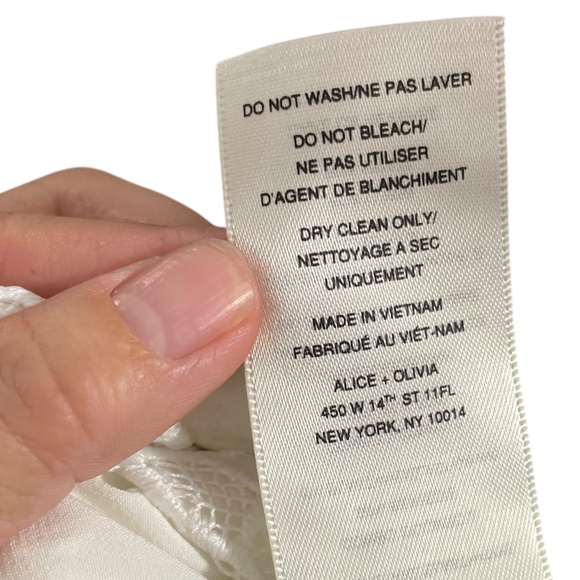 DO NOT WASH/NE PAS LAVER
DO NOT BLEACH/
NE PAS UTILISER
D'AGENT DE BLANCHIMENT
DRY CLEAN ONLY/
NETTOYAGE A SEC
UNIQUEMENT
MADE IN VIETNAM
FABRIQUÉ AU VIÉT-NAM
ALICE + OLIVIA
450 W 14TH ST 11FL
NEW YORK, NY 10014